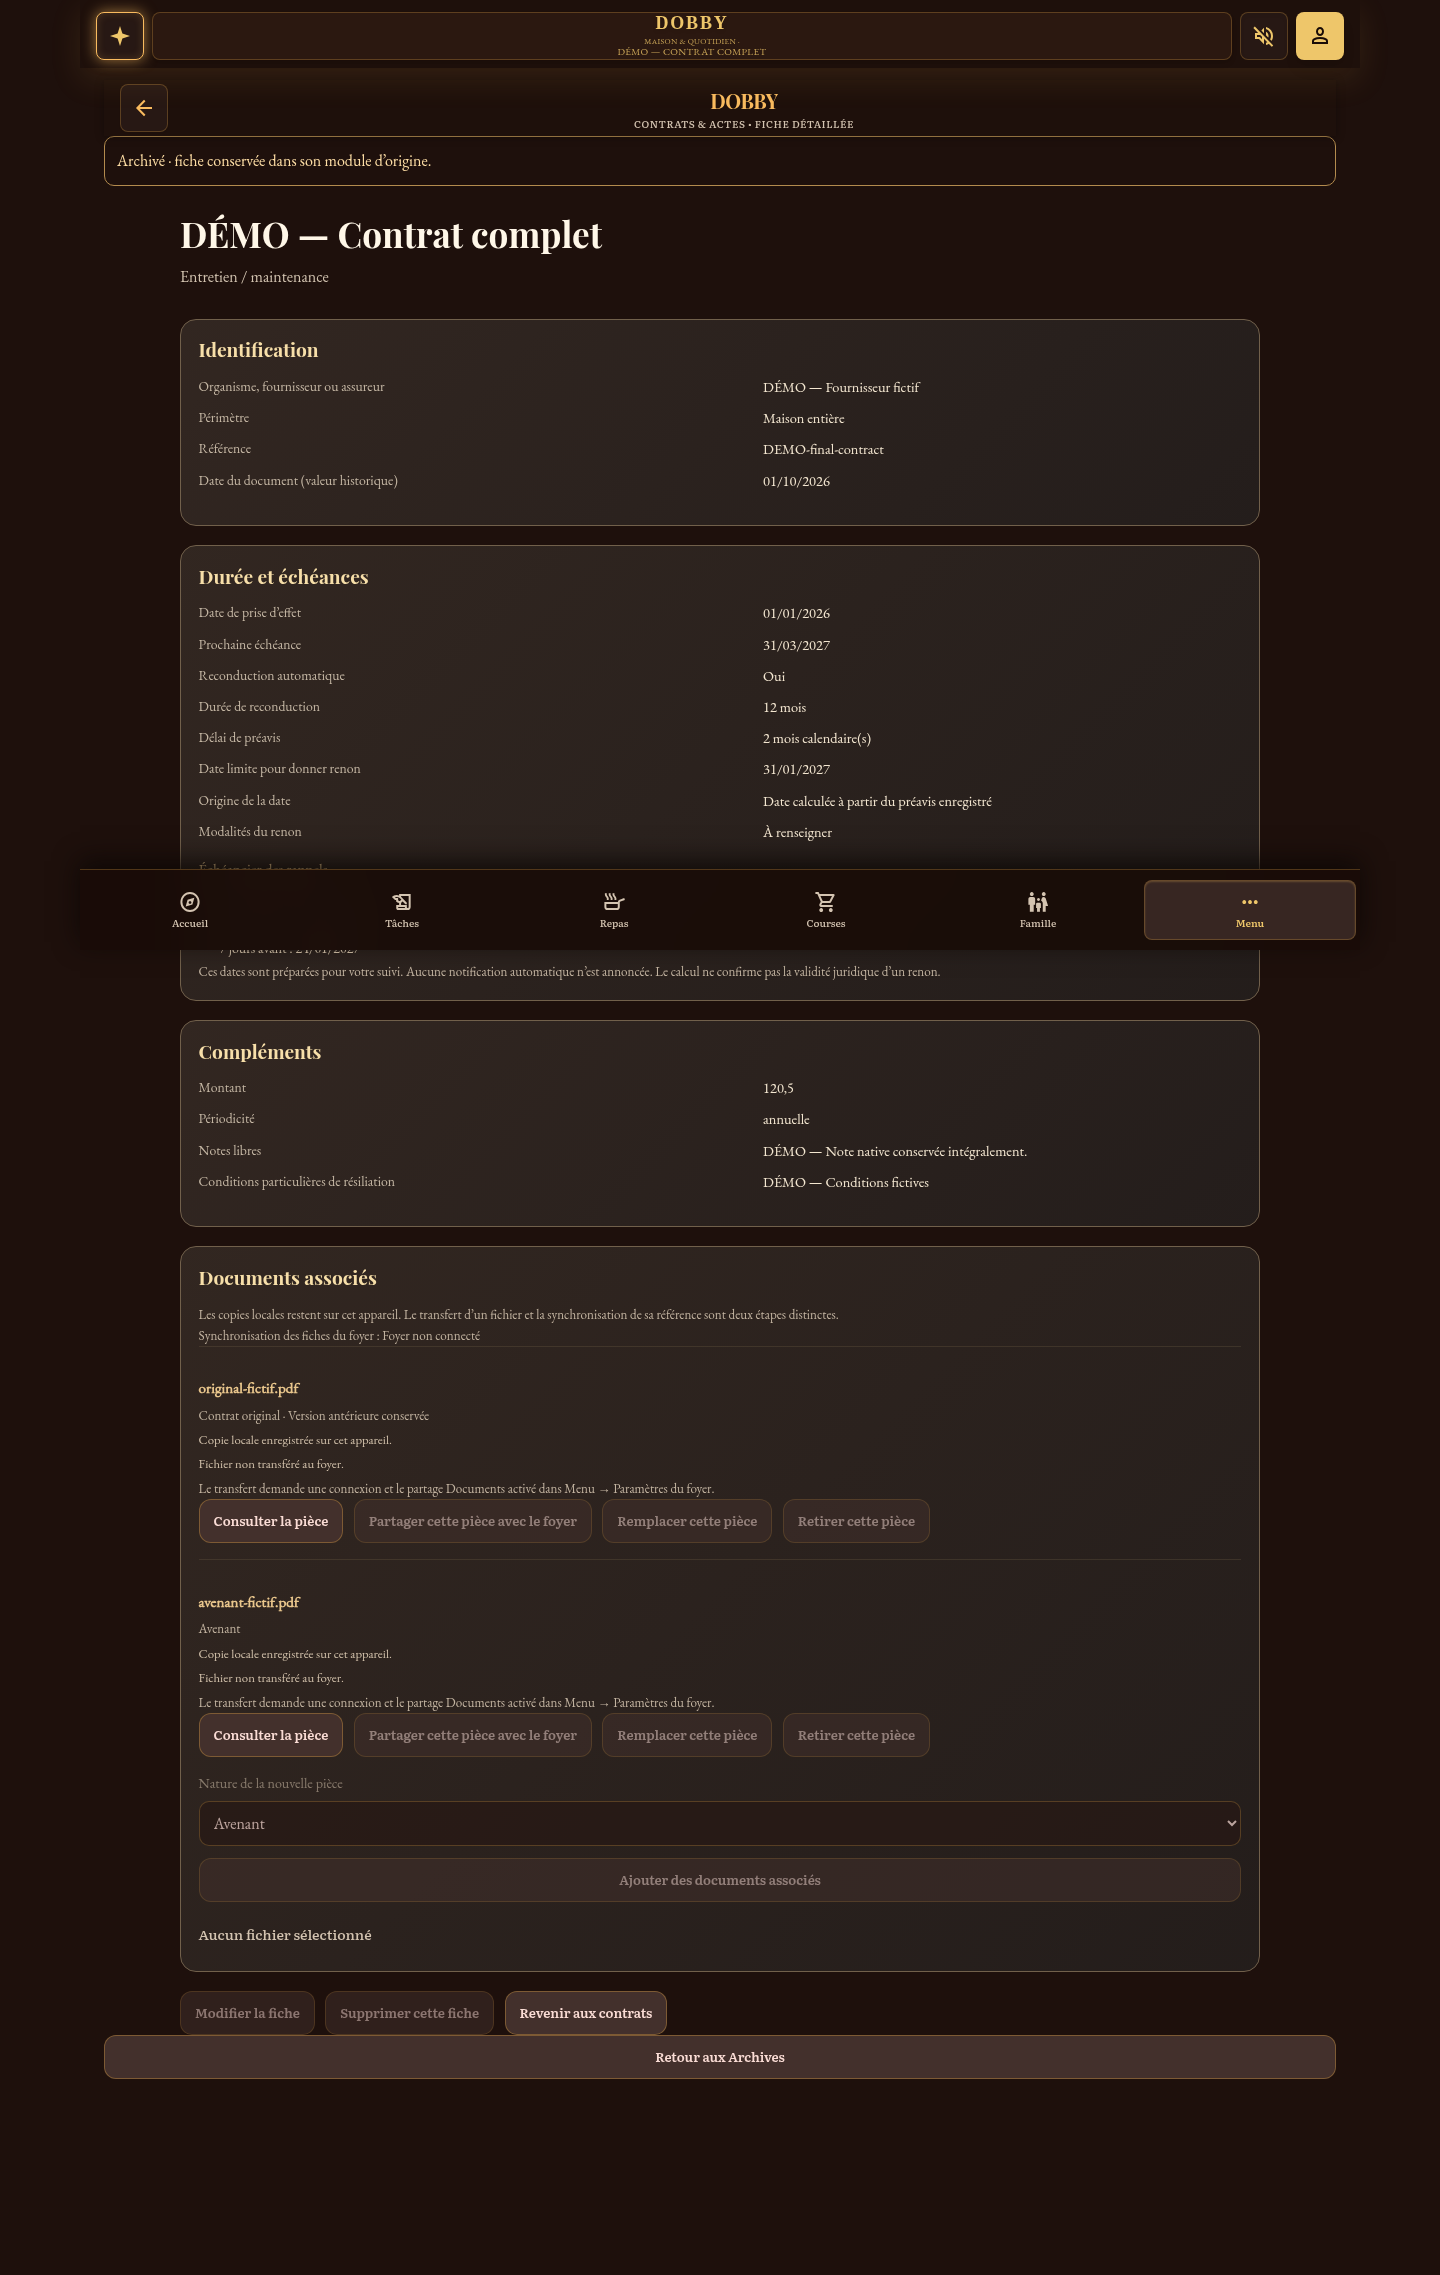 DOBBY
MAISON & QUOTIDIEN ·
DÉMO — CONTRAT COMPLET
DOBBY
CONTRATS & ACTES • FICHE DÉTAILLÉE
Archivé · fiche conservée dans son module d’origine.
DÉMO — Contrat complet
Entretien / maintenance
Identification
Organisme, fournisseur ou assureur DÉMO — Fournisseur fictif
Périmètre Maison entière
Référence DEMO-final-contract
Date du document (valeur historique) 01/10/2026
Durée et échéances
Date de prise d’effet 01/01/2026
Prochaine échéance 31/03/2027
Reconduction automatique Oui
Durée de reconduction 12 mois
Délai de préavis 2 mois calendaire(s)
Date limite pour donner renon 31/01/2027
Origine de la date Date calculée à partir du préavis enregistré
Modalités du renon À renseigner
Accueil Tâches Repas Courses Famille Menu
7 jours avant : 24/01/2027
Ces dates sont préparées pour votre suivi. Aucune notification automatique n’est annoncée. Le calcul ne confirme pas la validité juridique d’un renon.
Compléments
Montant 120,5
Périodicité annuelle
Notes libres DÉMO — Note native conservée intégralement.
Conditions particulières de résiliation DÉMO — Conditions fictives
Documents associés
Les copies locales restent sur cet appareil. Le transfert d’un fichier et la synchronisation de sa référence sont deux étapes distinctes.
Synchronisation des fiches du foyer : Foyer non connecté
original-fictif.pdf
Contrat original · Version antérieure conservée
Copie locale enregistrée sur cet appareil.
Fichier non transféré au foyer.
Le transfert demande une connexion et le partage Documents activé dans Menu → Paramètres du foyer.
Consulter la pièce Partager cette pièce avec le foyer Remplacer cette pièce Retirer cette pièce
avenant-fictif.pdf
Avenant
Copie locale enregistrée sur cet appareil.
Fichier non transféré au foyer.
Le transfert demande une connexion et le partage Documents activé dans Menu → Paramètres du foyer.
Consulter la pièce Partager cette pièce avec le foyer Remplacer cette pièce Retirer cette pièce
Nature de la nouvelle pièce
Avenant
Ajouter des documents associés
Aucun fichier sélectionné
Modifier la fiche Supprimer cette fiche Revenir aux contrats
Retour aux Archives